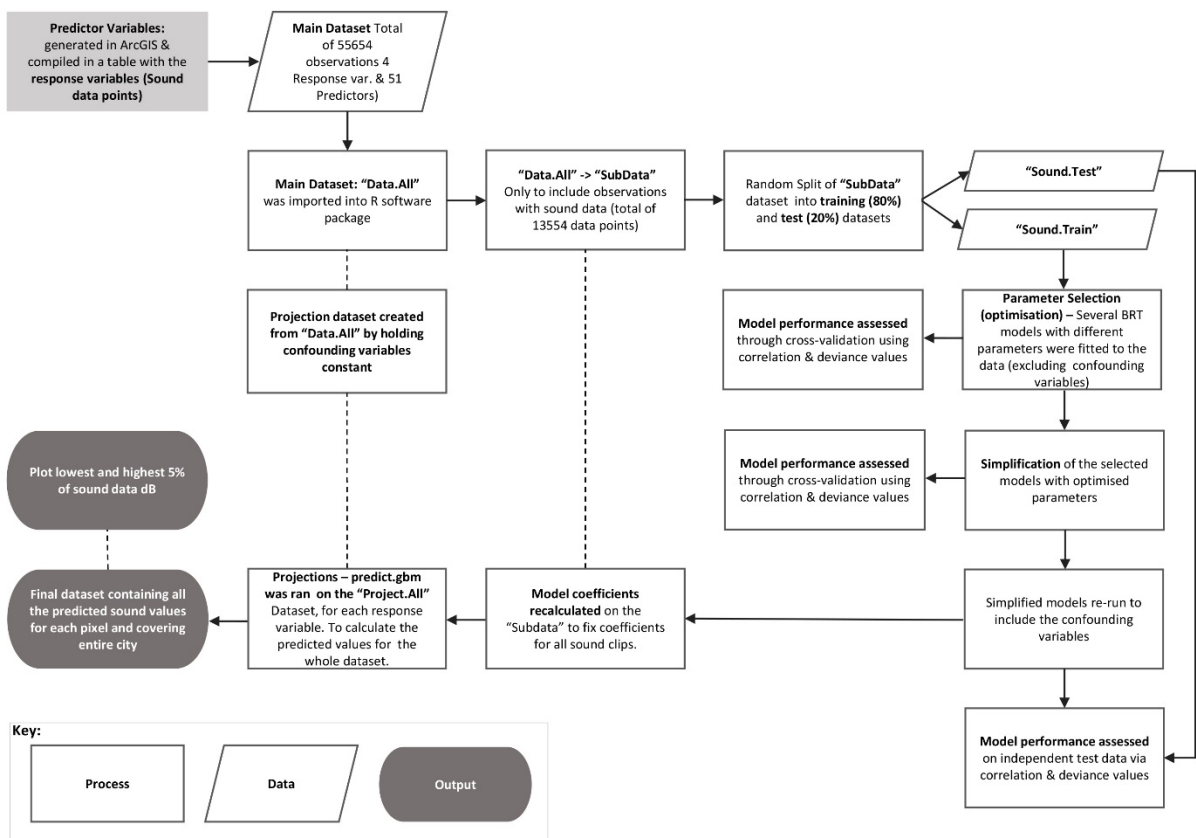 Predictor Variables:
generated in ArcGIS &
compiled in a table with the
response variables (Sound
data points)
Main Dataset Total
of 55654
observations 4
Response var. & 51
Predictors)
Main Dataset: “Data.All”
was imported into R software
package
“Data.All” -> “SubData”
Only to include observations
with sound data (total of
13554 data points)
Random Split of “SubData”
dataset into training (80%)
and test (20%) datasets
“Sound.Test”
“Sound.Train”
Projection dataset created
from “Data.All” by holding
confounding variables
constant
Model performance assessed
through cross-validation using
correlation & deviance values
Parameter Selection
(optimisation) – Several BRT
models with different
parameters were fitted to the
data (excluding confounding
variables)
Plot lowest and highest 5%
of sound data dB
Model performance assessed
through cross-validation using
correlation & deviance values
Simplification of the selected
models with optimised
parameters
Final dataset containing all
the predicted sound values
for each pixel and covering
entire city
Projections – predict.gbm
was ran on the “Project.All”
Dataset, for each response
variable. To calculate the
predicted values for the
whole dataset.
Model coefficients
recalculated on the
“Subdata” to fix coefficients
for all sound clips.
Simplified models re-run to
include the confounding
variables
Model performance assessed
on independent test data via
correlation & deviance values
Key:
Process
Data
Output